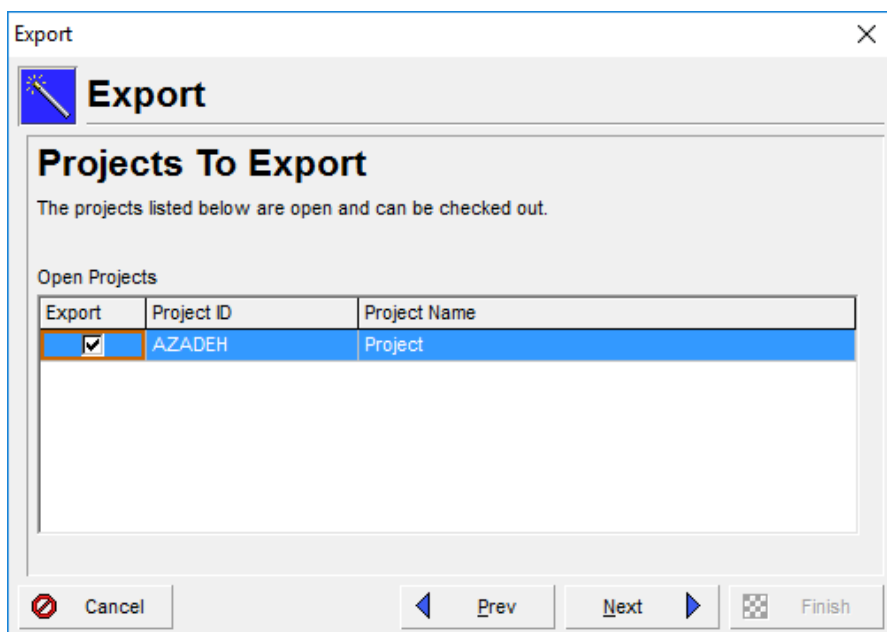 Export
Export
Projects To Export
The projects listed below are open and can be checked out.
Open Projects
Export Project ID Project Name
AZADEH Project
Cancel Prev Next Finish